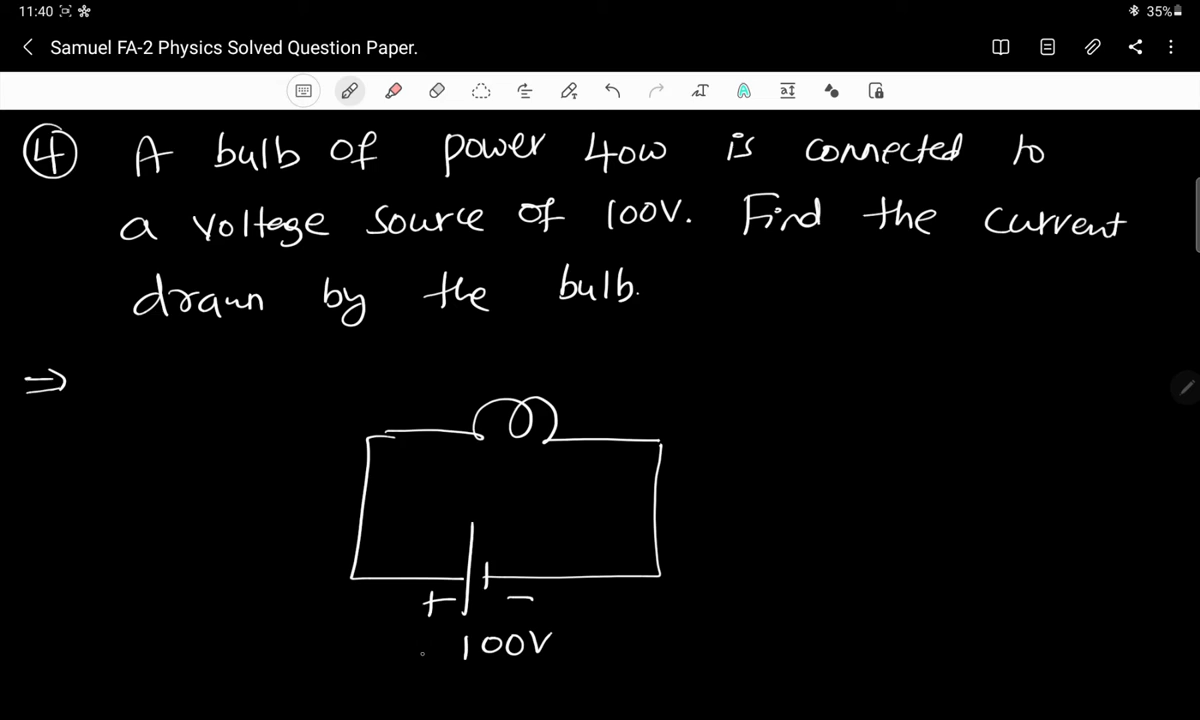 11:40 35%
Samuel FA-2 Physics Solved Question Paper.
4 A bulb of power 40W is connected to
a voltage source of 100V. Find the current
drawn by the bulb.
⇒
+ −
100V